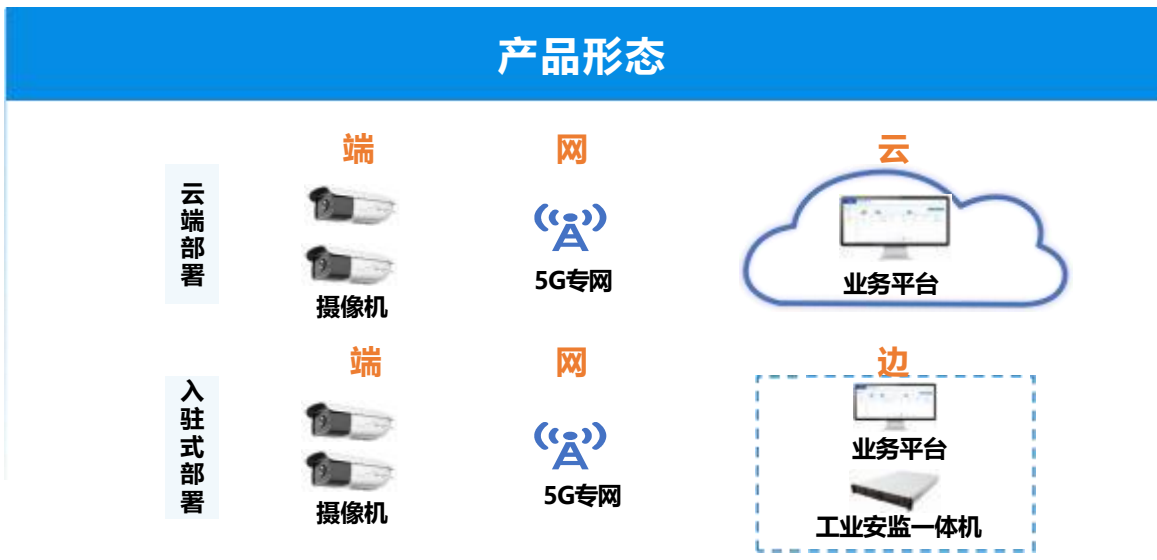 产品形态
端 网 云
云端部署
摄像机
5G专网
业务平台
端 网 边
入驻式部署
摄像机
5G专网
业务平台
工业安监一体机